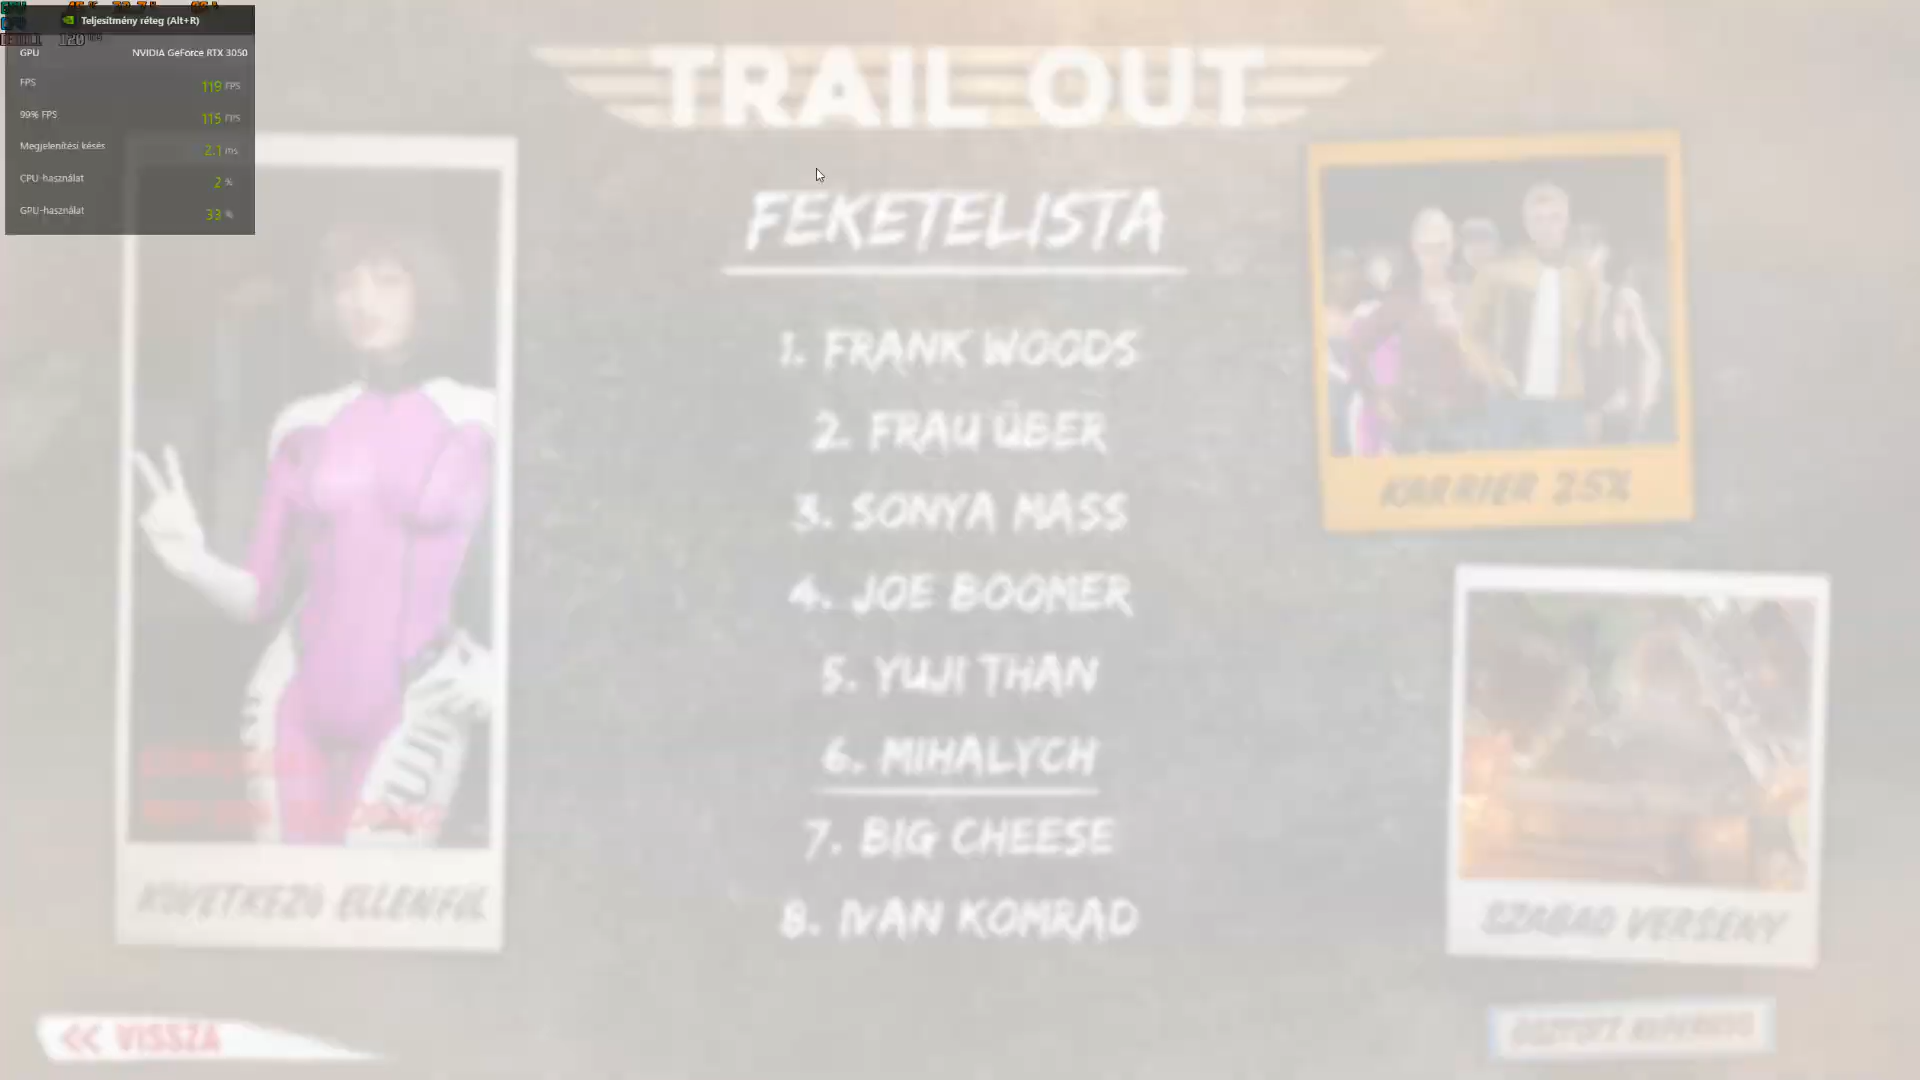 Teljesítmény réteg (Alt+R)
GPU NVIDIA GeForce RTX 3050
FPS 119 FPS
99% FPS 115 FPS
Megjelenítési késés 2.1 ms
CPU-használat 2 %
GPU-használat 33 %
TRAIL OUT
FEKETELISTA
1. FRANK WOODS
2. FRAU ÜBER
3. SONYA MASS
4. JOE BOOMER
5. YUJI THAN
6. MIHALYCH
7. BIG CHEESE
8. IVAN KOMRAD
KÖVETKEZŐ ELLENFÉL
KARRIER 25%
SZABAD VERSENY
<< VISSZA
OSZTOTT KÉPERNYŐ
YUJI